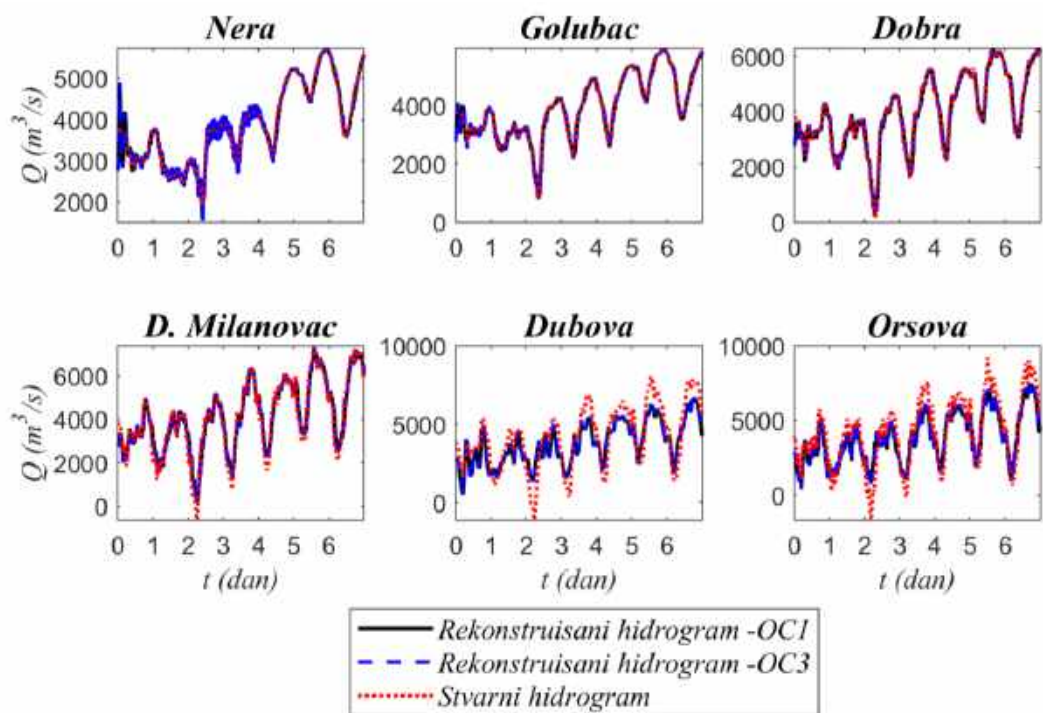 Nera
Golubac
Dobra
Q (m³/s)
5000
4000
3000
2000
0 1 2 3 4 5 6
4000
2000
0
0 1 2 3 4 5 6
6000
4000
2000
0
0 1 2 3 4 5 6
D. Milanovac
Dubova
Orsova
Q (m³/s)
6000
4000
2000
0
0 1 2 3 4 5 6
t (dan)
10000
5000
0
0 1 2 3 4 5 6
t (dan)
10000
5000
0
0 1 2 3 4 5 6
t (dan)
Rekonstruisani hidrogram -OC1
Rekonstruisani hidrogram -OC3
Stvarni hidrogram